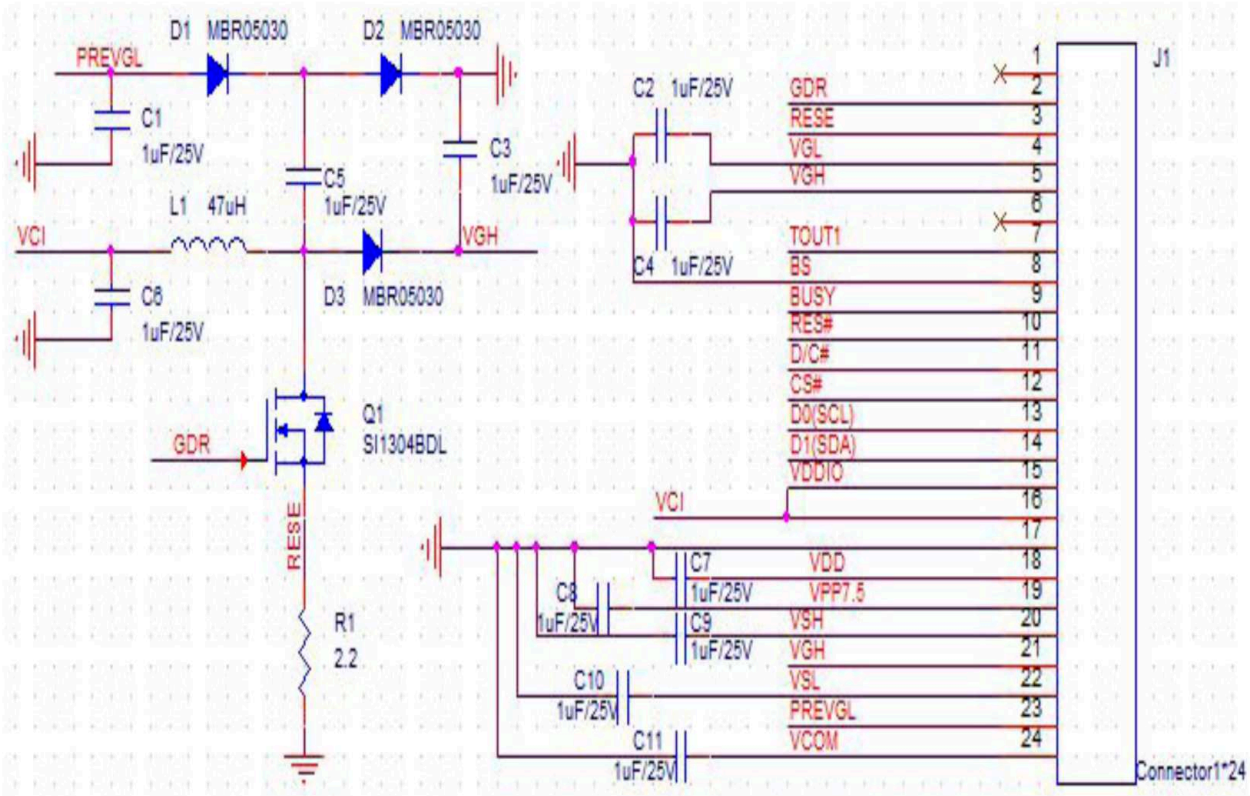 D1 MBR05030 D2 MBR05030
PREVGL
C1
1uF/25V
C3
1uF/25V
C5
1uF/25V
L1 47uH
VCI
VGH
C6
1uF/25V
D3 MBR05030
Q1
SI1304BDL
GDR
RESE
R1
2.2
C2 1uF/25V
C4 1uF/25V
J1
1
2
GDR
3
RESE
4
VGL
5
VGH
6
7
TOUT1
8
BS
9
BUSY
10
RES#
11
D/C#
12
CS#
13
D0(SCL)
14
D1(SDA)
15
VDDIO
16
VCI
17
18
C7 VDD
1uF/25V
19
C8 VPP7.5
1uF/25V
20
C9 VSH
1uF/25V
21
VGH
22
C10 VSL
1uF/25V
23
PREVGL
24
C11 VCOM
1uF/25V
Connector1*24